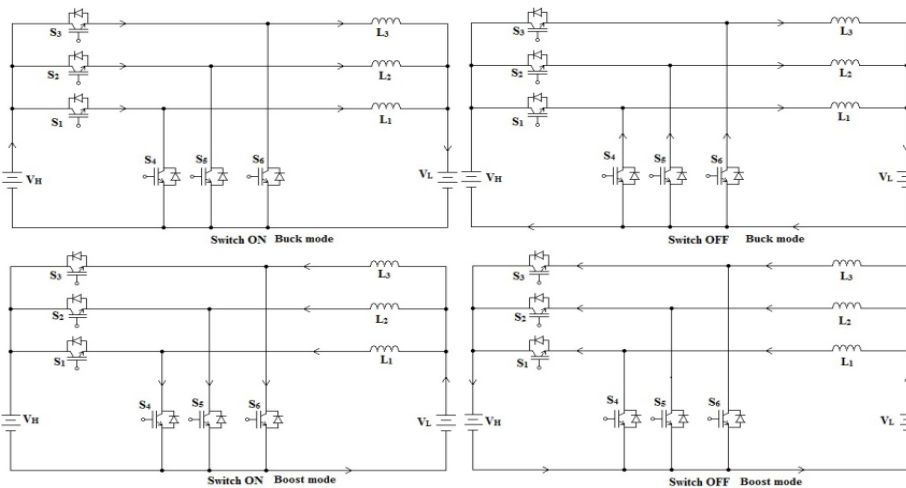 S3
L3
S2
L2
S1
L1
S4
S5
S6
VH
VL
Switch ON Buck mode
S3
L3
S2
L2
S1
L1
S4
S5
S6
VH
VL
Switch OFF Buck mode
S3
L3
S2
L2
S1
L1
S4
S5
S6
VH
VL
Switch ON Boost mode
S3
L3
S2
L2
S1
L1
S4
S5
S6
VH
VL
Switch OFF Boost mode